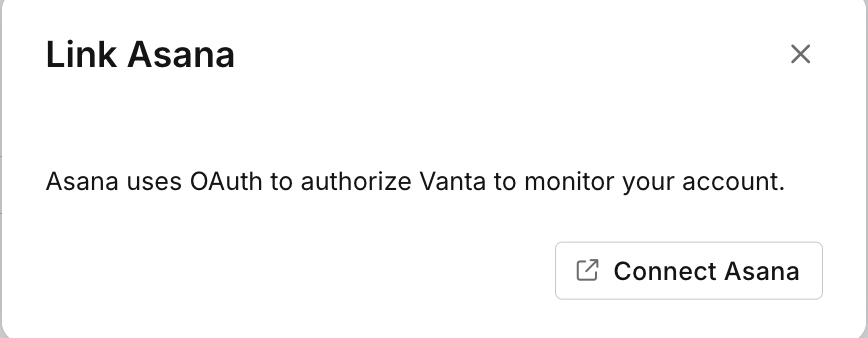 Link Asana
Asana uses OAuth to authorize Vanta to monitor your account.
Connect Asana